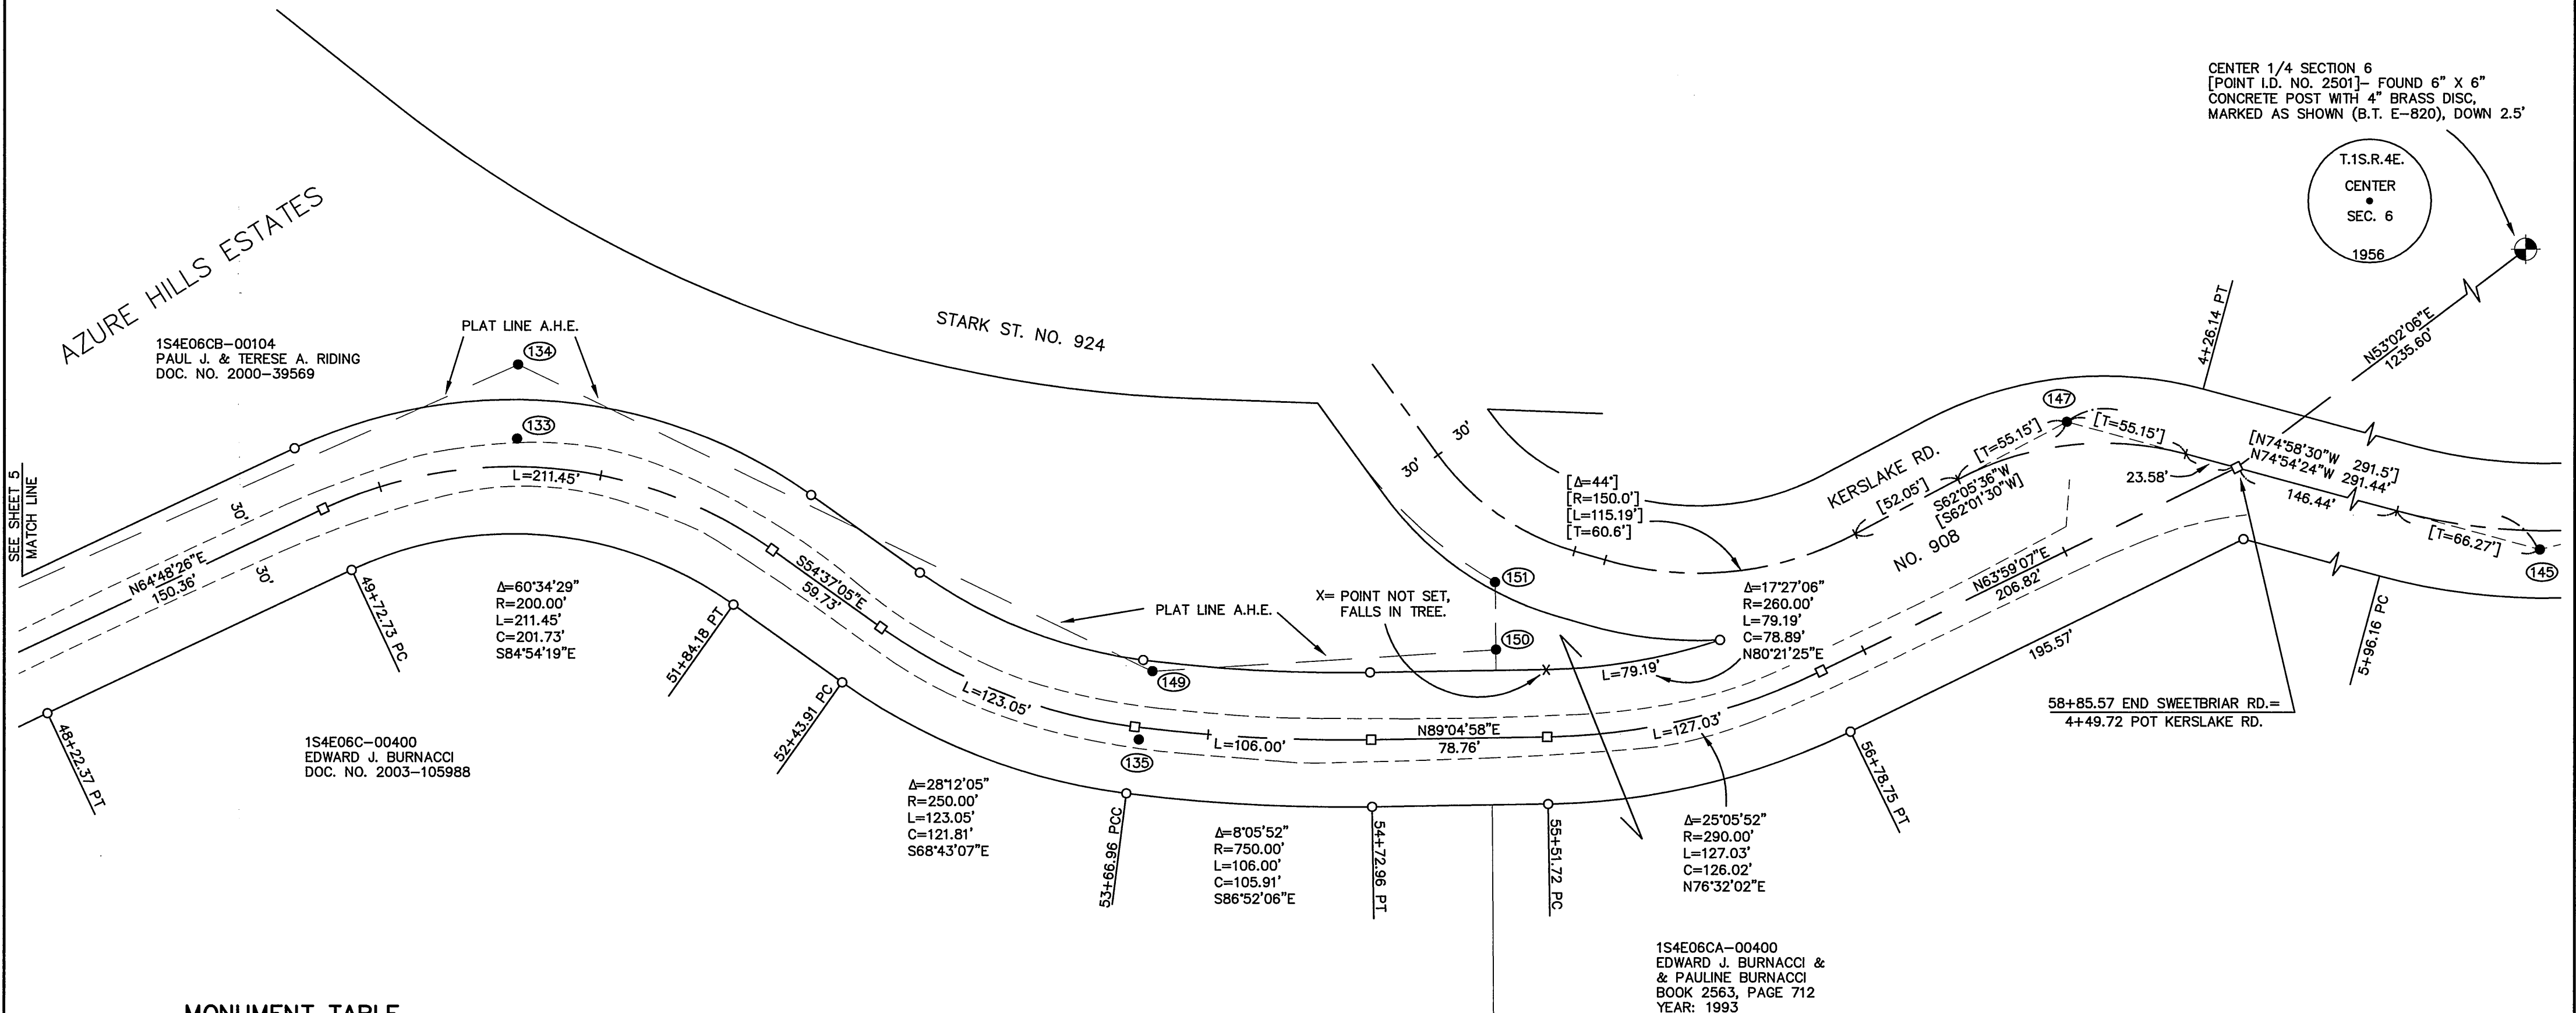 CENTER 1/4 SECTION 6
[POINT I.D. NO. 2501]– FOUND 6" X 6"
CONCRETE POST WITH 4" BRASS DISC,
MARKED AS SHOWN (B.T. E–820), DOWN 2.5'
T.1S.R.4E.
CENTER
SEC. 6
1956
N53°02'06"E
1235.60'
4+26.14 PT
AZURE HILLS ESTATES
1S4E06CB–00104
PAUL J. & TERESE A. RIDING
DOC. NO. 2000–39569
PLAT LINE A.H.E.
134
133
STARK ST. NO. 924
30'
30'
[Δ=44°]
[R=150.0']
[L=115.19']
[T=60.6']
KERSLAKE RD.
NO. 908
147
[T=55.15']
[T=55.15']
[52.05']
S62°05'36"W
[S62°01'30"W]
[N74°58'30"W 291.5']
N74°54'24"W 291.44'
23.58'
146.44'
[T=66.27']
145
SEE SHEET 5
MATCH LINE
30'
30'
N64°48'26"E
150.36'
L=211.45'
S54°37'05"E
59.73'
48+22.37 PT
49+72.73 PC
Δ=60°34'29"
R=200.00'
L=211.45'
C=201.73'
S84°54'19"E
51+84.18 PT
52+43.91 PC
1S4E06C–00400
EDWARD J. BURNACCI
DOC. NO. 2003–105988
PLAT LINE A.H.E.
149
151
150
X= POINT NOT SET,
FALLS IN TREE.
X
L=79.19'
Δ=17°27'06"
R=260.00'
L=79.19'
C=78.89'
N80°21'25"E
L=123.05'
135
L=106.00'
N89°04'58"E
78.76'
L=127.03'
N63°59'07"E
206.82'
195.57'
5+96.16 PC
58+85.57 END SWEETBRIAR RD.=
4+49.72 POT KERSLAKE RD.
Δ=28°12'05"
R=250.00'
L=123.05'
C=121.81'
S68°43'07"E
53+66.96 PCC
Δ=8°05'52"
R=750.00'
L=106.00'
C=105.91'
S86°52'06"E
54+72.96 PT
55+51.72 PC
Δ=25°05'52"
R=290.00'
L=127.03'
C=126.02'
N76°32'02"E
56+78.75 PT
1S4E06CA–00400
EDWARD J. BURNACCI &
& PAULINE BURNACCI
BOOK 2563, PAGE 712
YEAR: 1993
MONUMENT TABLE